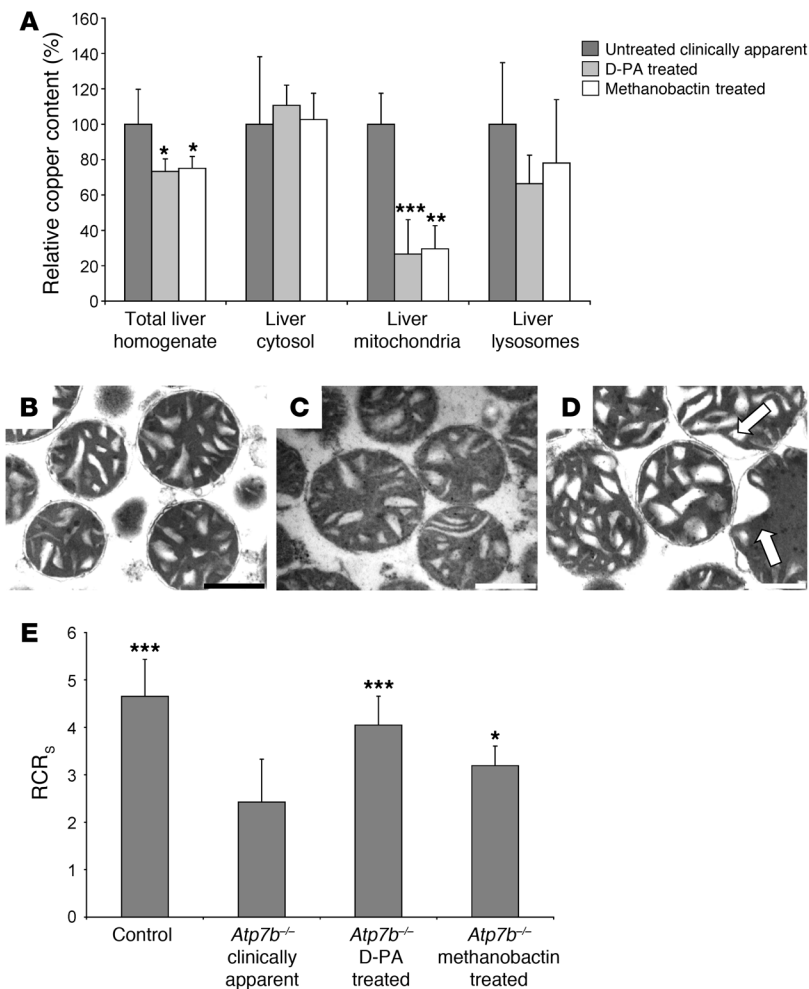 A
Relative copper content (%)
160
140
120
100
80
60
40
20
0
* * *** **
Untreated clinically apparent
D-PA treated
Methanobactin treated
Total liver
homogenate
Liver
cytosol
Liver
mitochondria
Liver
lysosomes
B
C
D
E
RCRs
6
5
4
3
2
1
0
*** *** *
Control
Atp7b–/–
clinically
apparent
Atp7b–/–
D-PA
treated
Atp7b–/–
methanobactin
treated